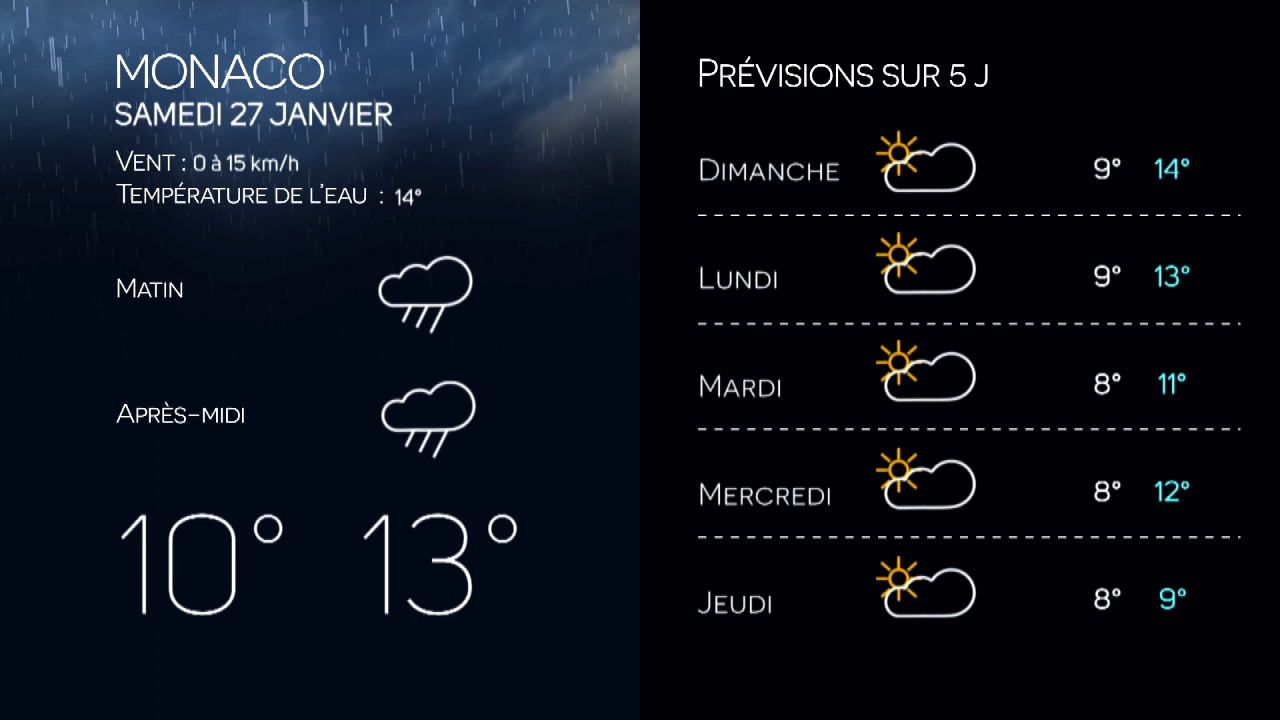 MONACO
SAMEDI 27 JANVIER
VENT : 0 à 15 km/h
TEMPÉRATURE DE L'EAU : 14°
MATIN
APRÈS-MIDI
10° 13°
PRÉVISIONS SUR 5 J
DIMANCHE 9° 14°
LUNDI 9° 13°
MARDI 8° 11°
MERCREDI 8° 12°
JEUDI 8° 9°